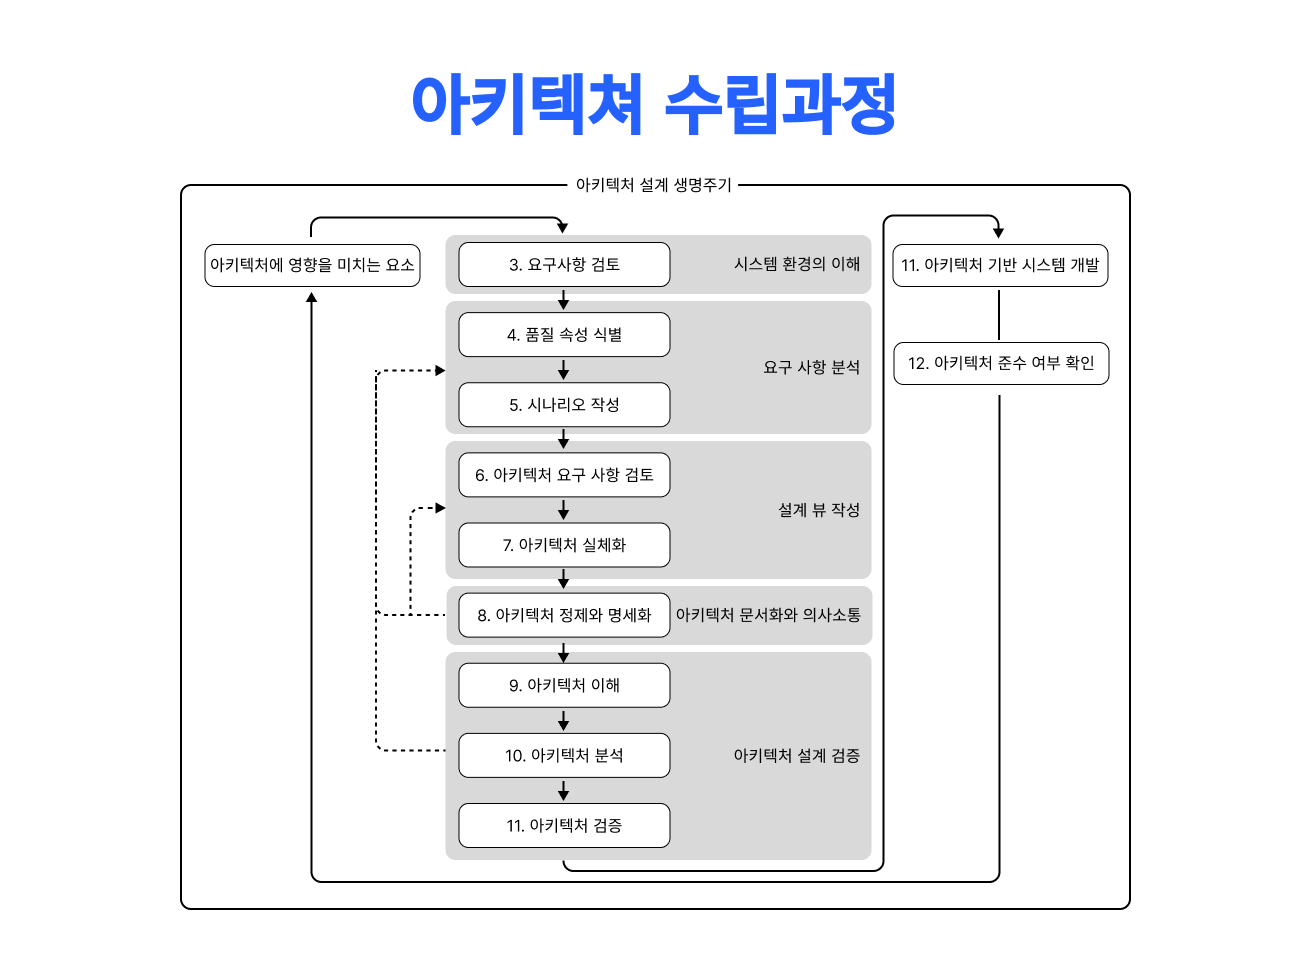 아키텍쳐 수립과정
아키텍처 설계 생명주기
아키텍처에 영향을 미치는 요소
3. 요구사항 검토
시스템 환경의 이해
4. 품질 속성 식별
5. 시나리오 작성
요구 사항 분석
6. 아키텍처 요구 사항 검토
7. 아키텍처 실체화
설계 뷰 작성
8. 아키텍처 정제와 명세화
아키텍처 문서화와 의사소통
9. 아키텍처 이해
10. 아키텍처 분석
11. 아키텍처 검증
아키텍처 설계 검증
11. 아키텍처 기반 시스템 개발
12. 아키텍처 준수 여부 확인